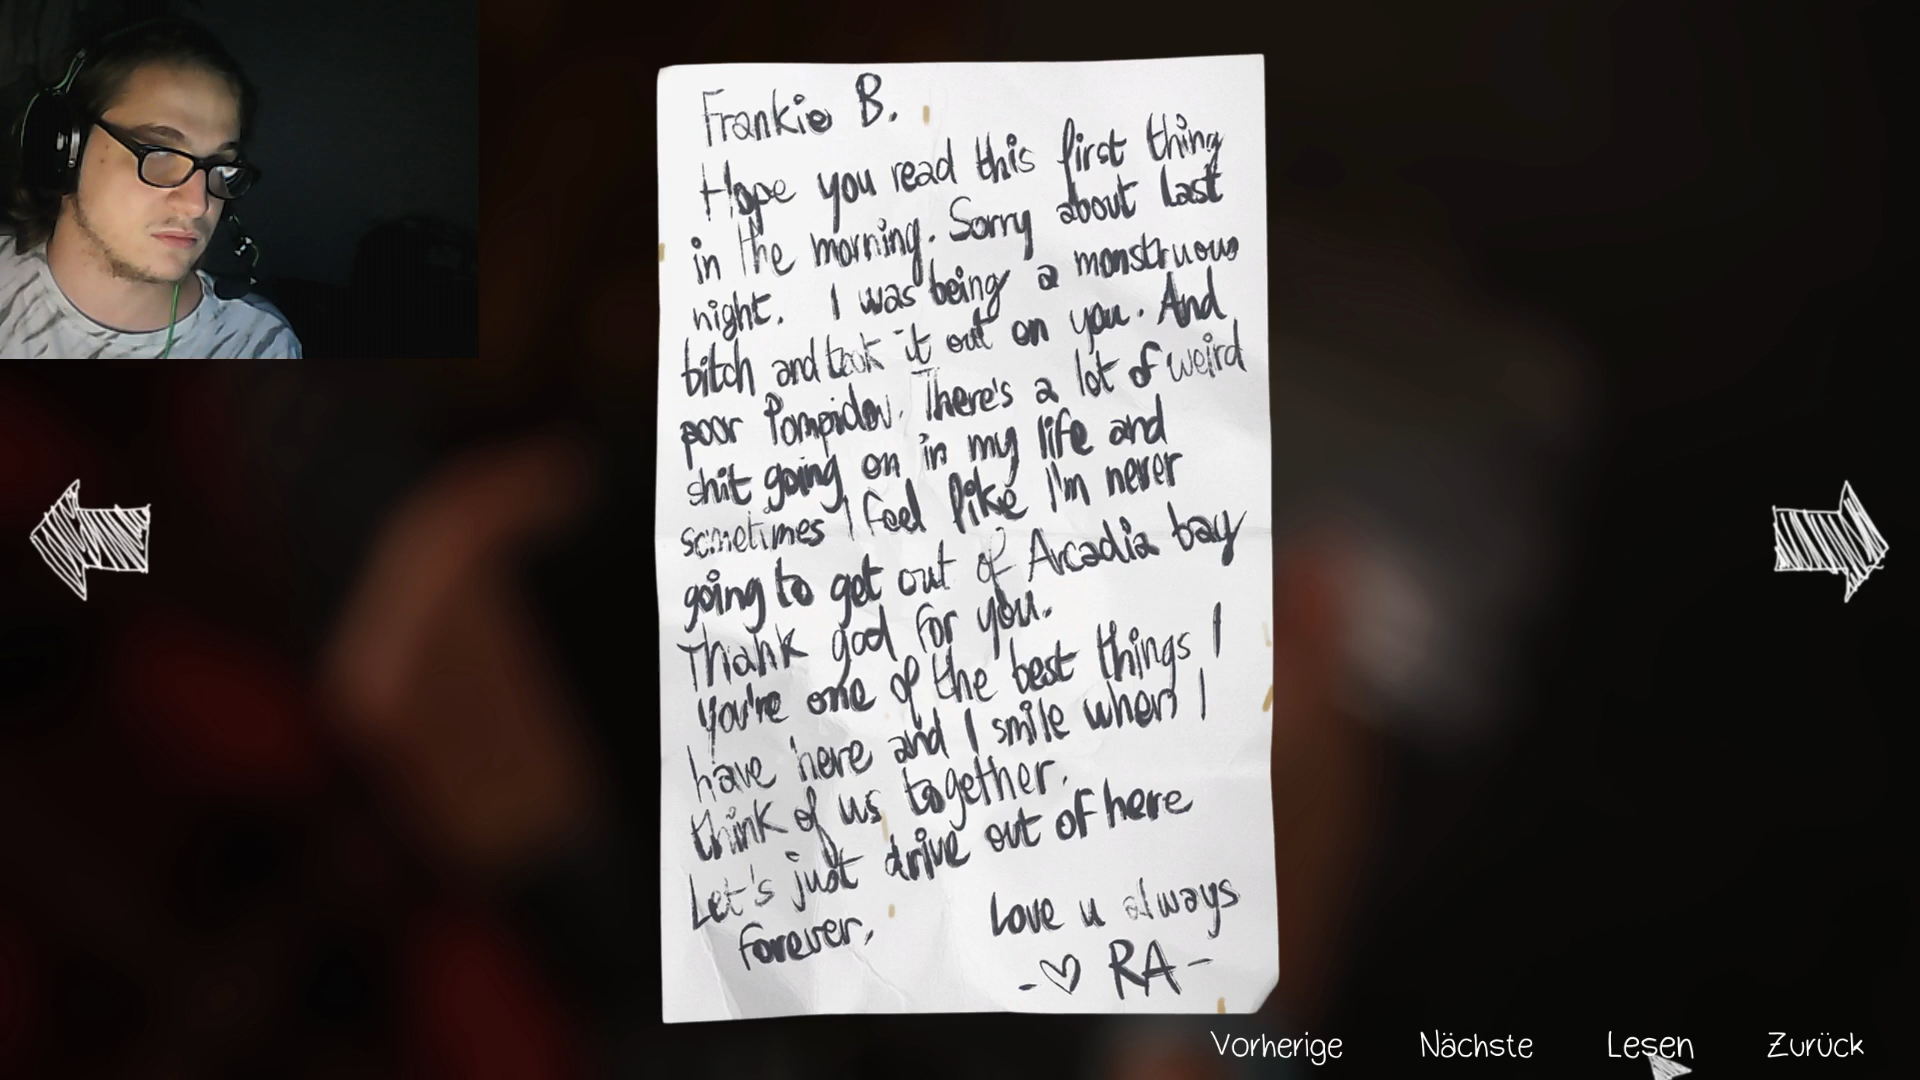 Frankie B.
Hope you read this first thing
in the morning. Sorry about last
night. I was being a monstruous
bitch and took it out on you. And
poor Pompidou. There's a lot of weird
shit going on in my life and
sometimes I feel like I'm never
going to get out of Arcadia bay
Thank god for you.
You're one of the best things I
have here and I smile when I
think of us together.
Let's just drive out of here
forever.
Love u always
-♡ RA-
Vorherige Nächste Lesen Zurück